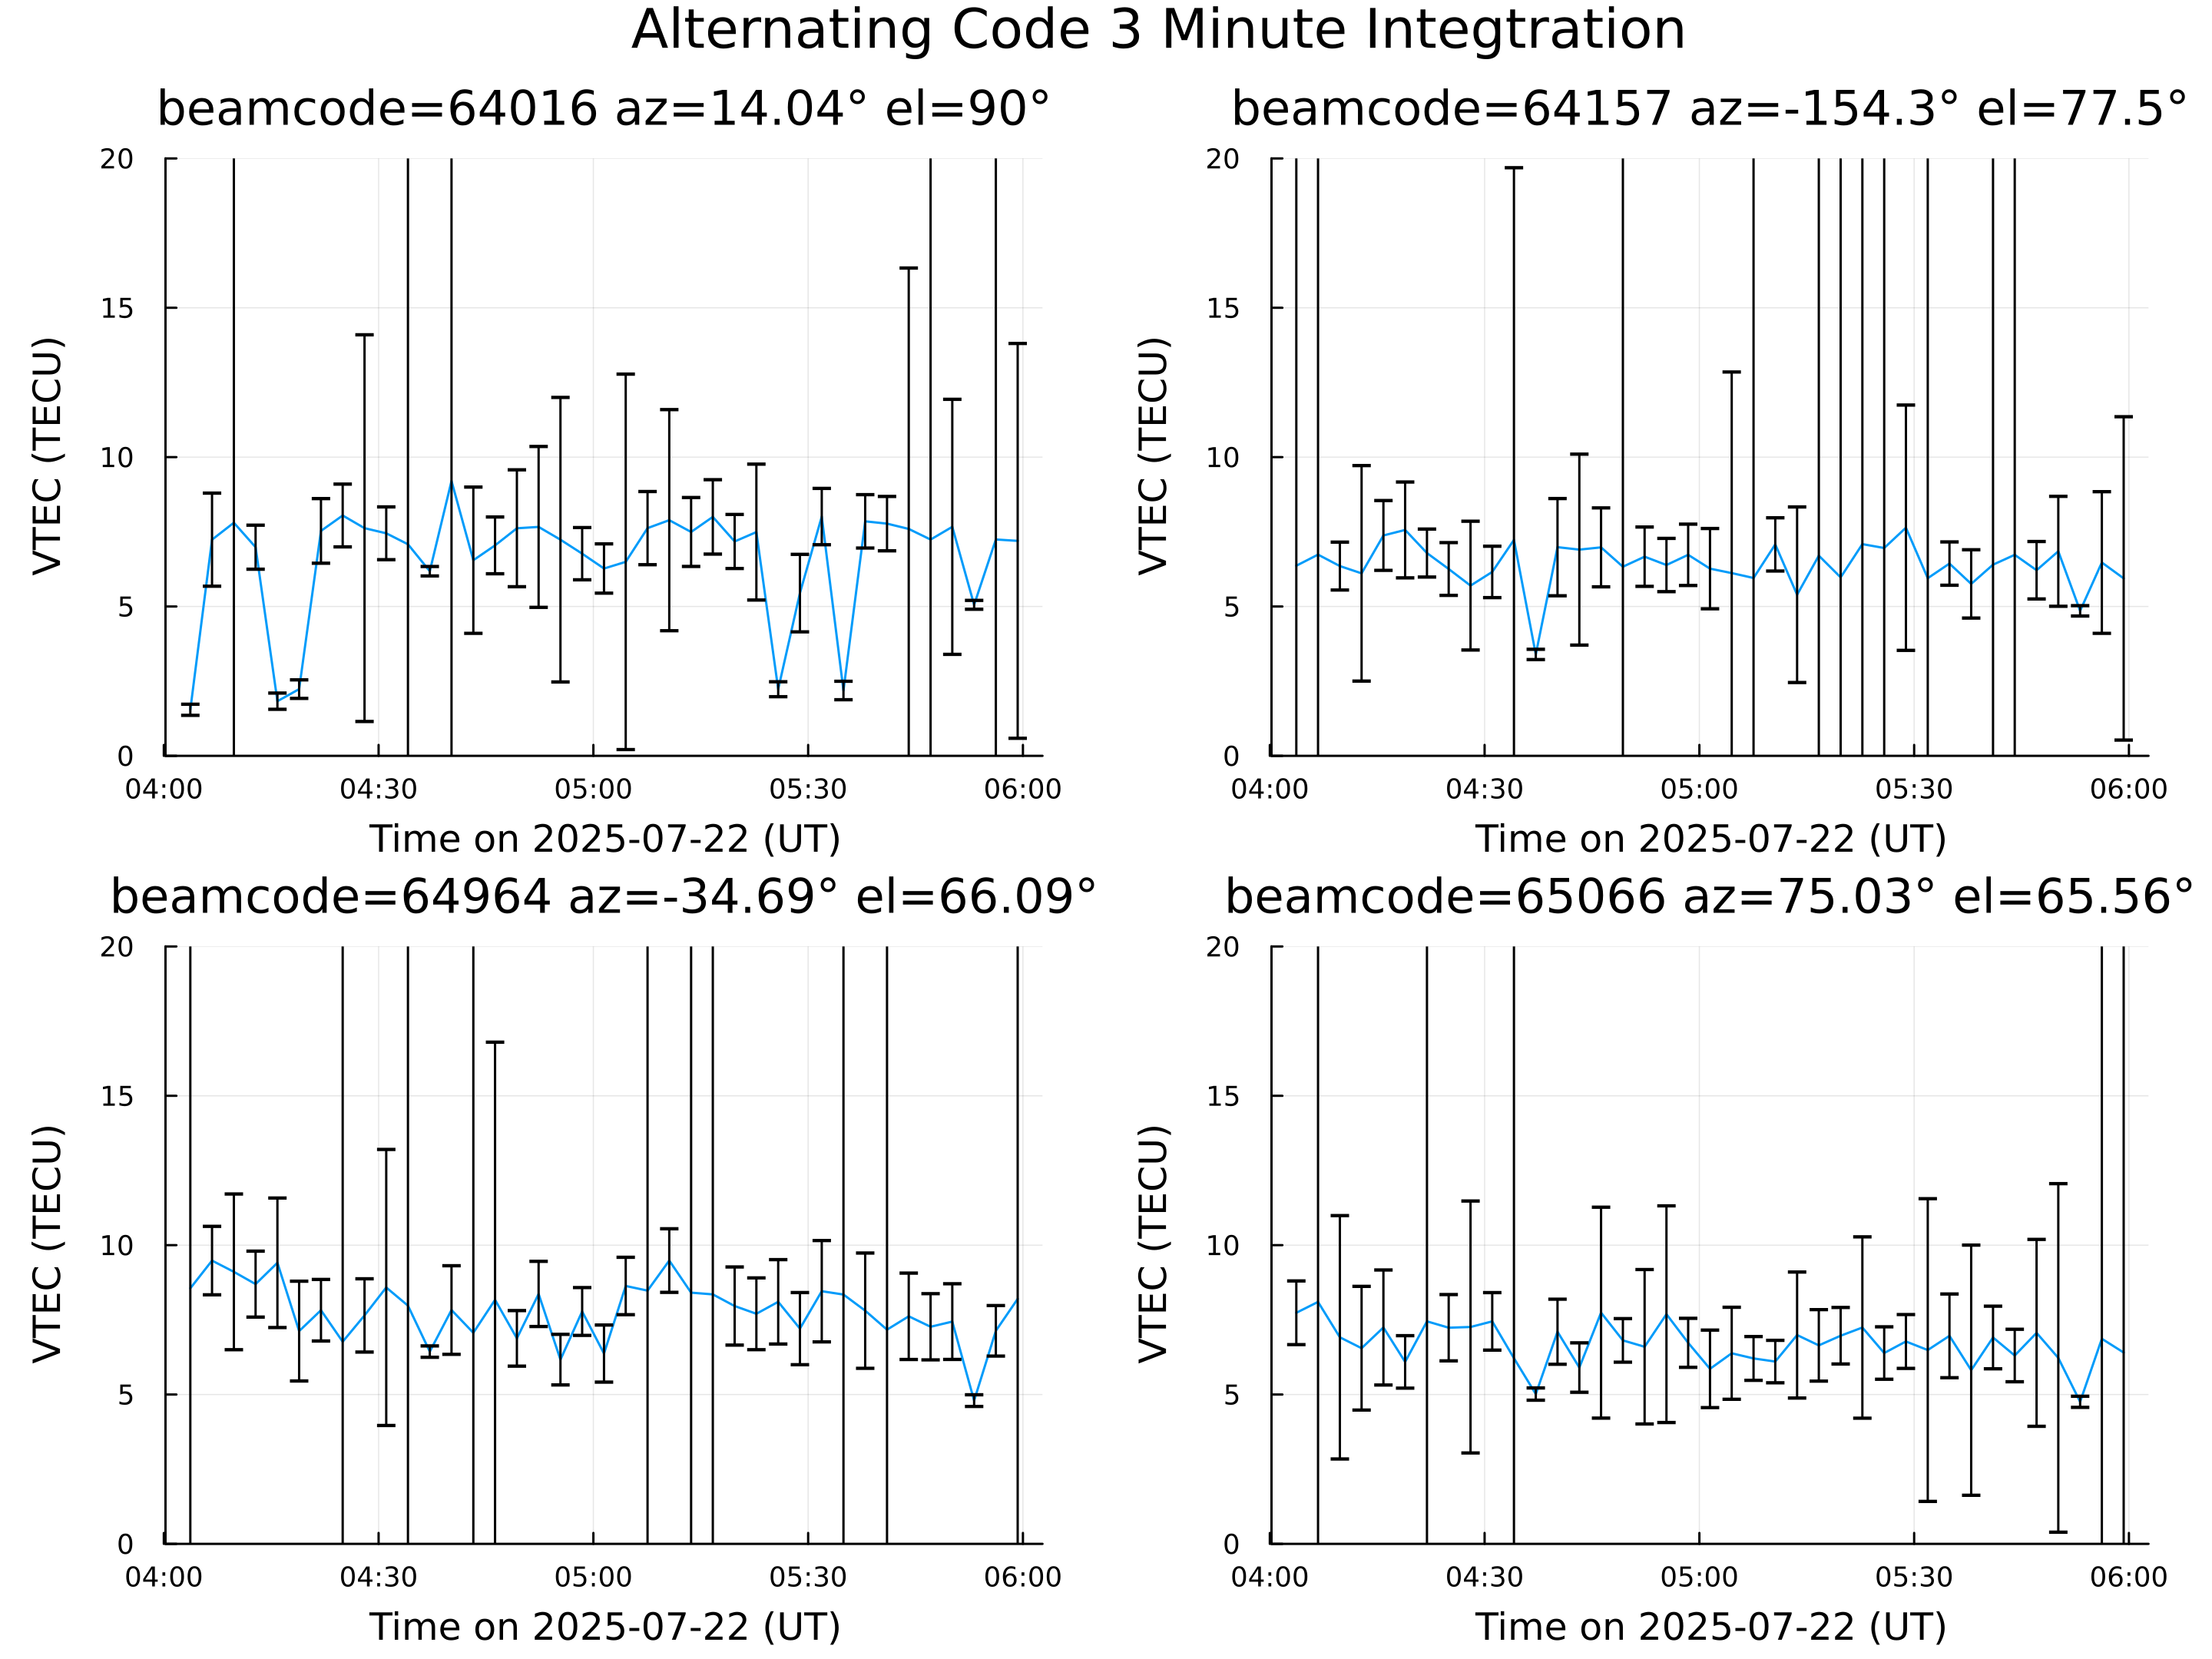 Alternating Code 3 Minute Integtration
beamcode=64016 az=14.04° el=90°
VTEC (TECU)
20
15
10
5
0
04:00 04:30 05:00 05:30 06:00
Time on 2025-07-22 (UT)
beamcode=64157 az=-154.3° el=77.5°
VTEC (TECU)
20
15
10
5
0
04:00 04:30 05:00 05:30 06:00
Time on 2025-07-22 (UT)
beamcode=64964 az=-34.69° el=66.09°
VTEC (TECU)
20
15
10
5
0
04:00 04:30 05:00 05:30 06:00
Time on 2025-07-22 (UT)
beamcode=65066 az=75.03° el=65.56°
VTEC (TECU)
20
15
10
5
0
04:00 04:30 05:00 05:30 06:00
Time on 2025-07-22 (UT)